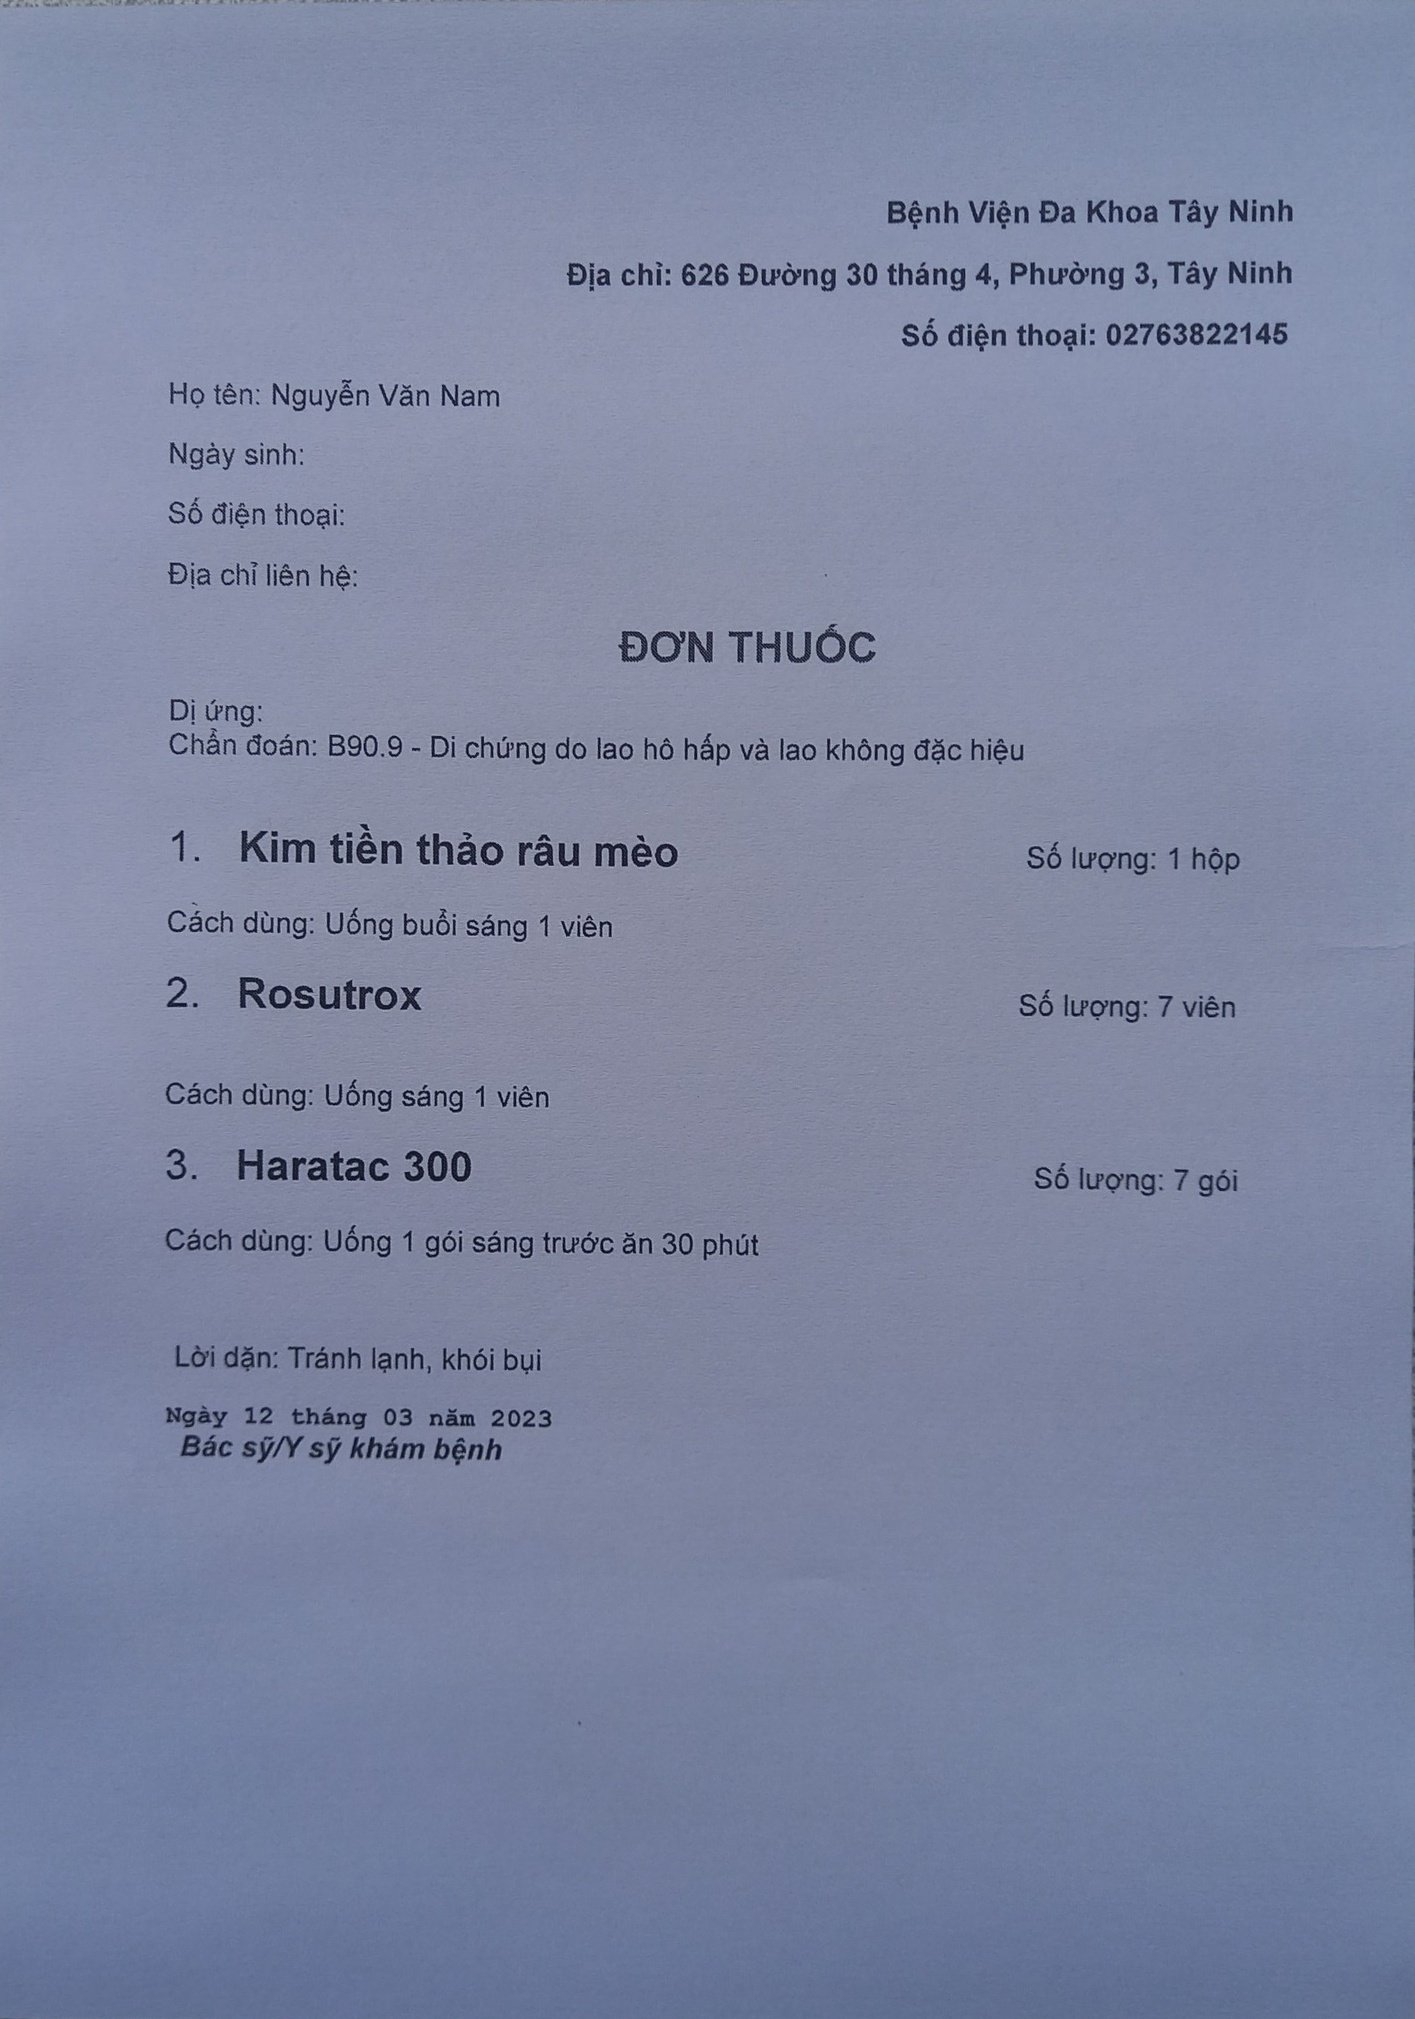 Bệnh Viện Đa Khoa Tây Ninh
Địa chỉ: 626 Đường 30 tháng 4, Phường 3, Tây Ninh
Số điện thoại: 02763822145
Họ tên: Nguyễn Văn Nam
Ngày sinh:
Số điện thoại:
Địa chỉ liên hệ:
ĐƠN THUỐC
Dị ứng:
Chẩn đoán: B90.9 - Di chứng do lao hô hấp và lao không đặc hiệu
1. Kim tiền thảo râu mèo Số lượng: 1 hộp
Cách dùng: Uống buổi sáng 1 viên
2. Rosutrox Số lượng: 7 viên
Cách dùng: Uống sáng 1 viên
3. Haratac 300 Số lượng: 7 gói
Cách dùng: Uống 1 gói sáng trước ăn 30 phút
Lời dặn: Tránh lạnh, khói bụi
Ngày 12 tháng 03 năm 2023
Bác sỹ/Y sỹ khám bệnh